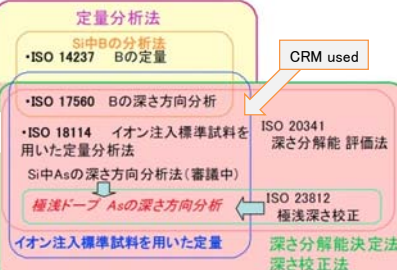 定量分析法
Si中Bの分析法
・ISO 14237 Bの定量
CRM used
・ISO 17560 Bの深さ方向分析
・ISO 18114 イオン注入標準試料を
用いた定量分析法
ISO 20341
深さ分解能 評価法
Si中Asの深さ方向分析(審議中)
極浅ドープ Asの深さ方向分析
ISO 23812
極浅深さ校正
イオン注入標準試料を用いた定量
深さ分解能決定法
深さ校正法